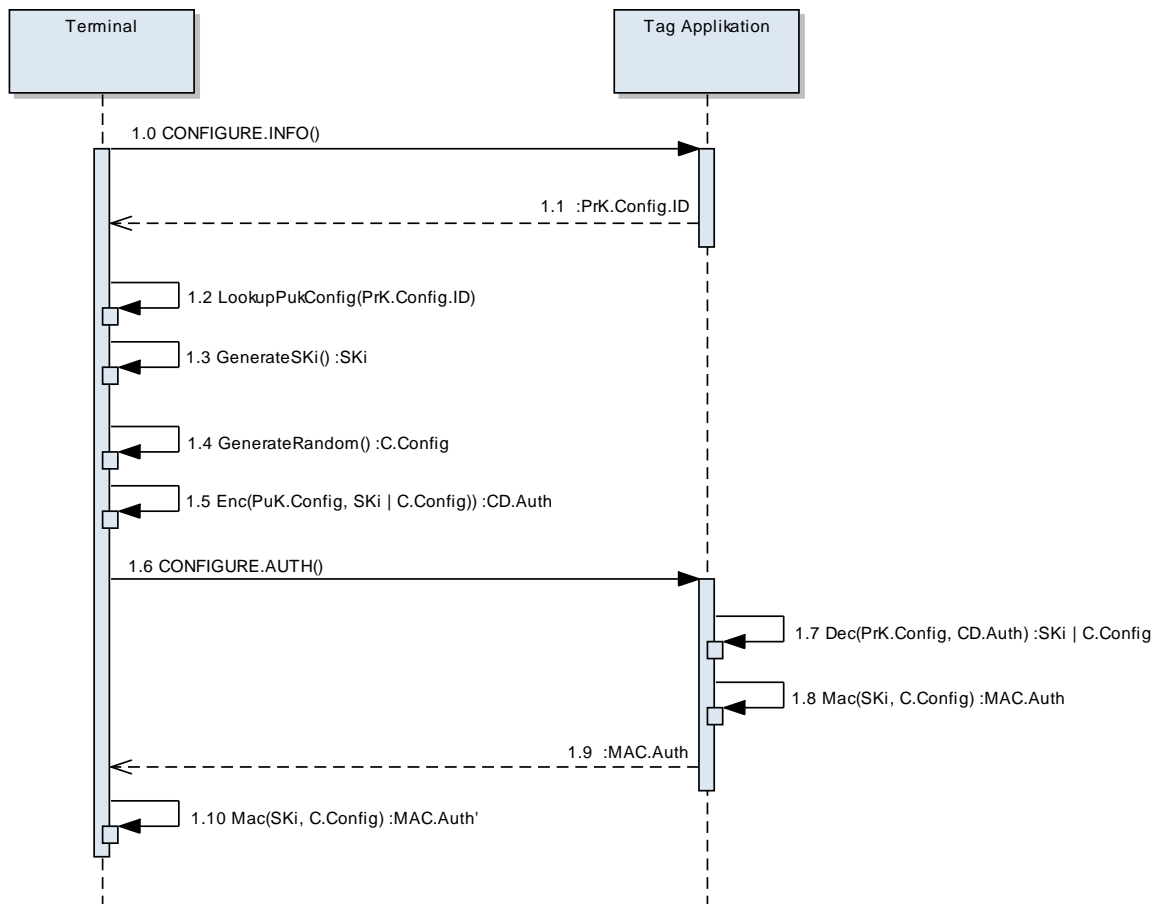 Terminal
Tag Applikation
1.0 CONFIGURE.INFO()
1.1 :PrK.Config.ID
1.2 LookupPukConfig(PrK.Config.ID)
1.3 GenerateSKi() :SKi
1.4 GenerateRandom() :C.Config
1.5 Enc(PuK.Config, SKi | C.Config)) :CD.Auth
1.6 CONFIGURE.AUTH()
1.7 Dec(PrK.Config, CD.Auth) :SKi | C.Config
1.8 Mac(SKi, C.Config) :MAC.Auth
1.9 :MAC.Auth
1.10 Mac(SKi, C.Config) :MAC.Auth'